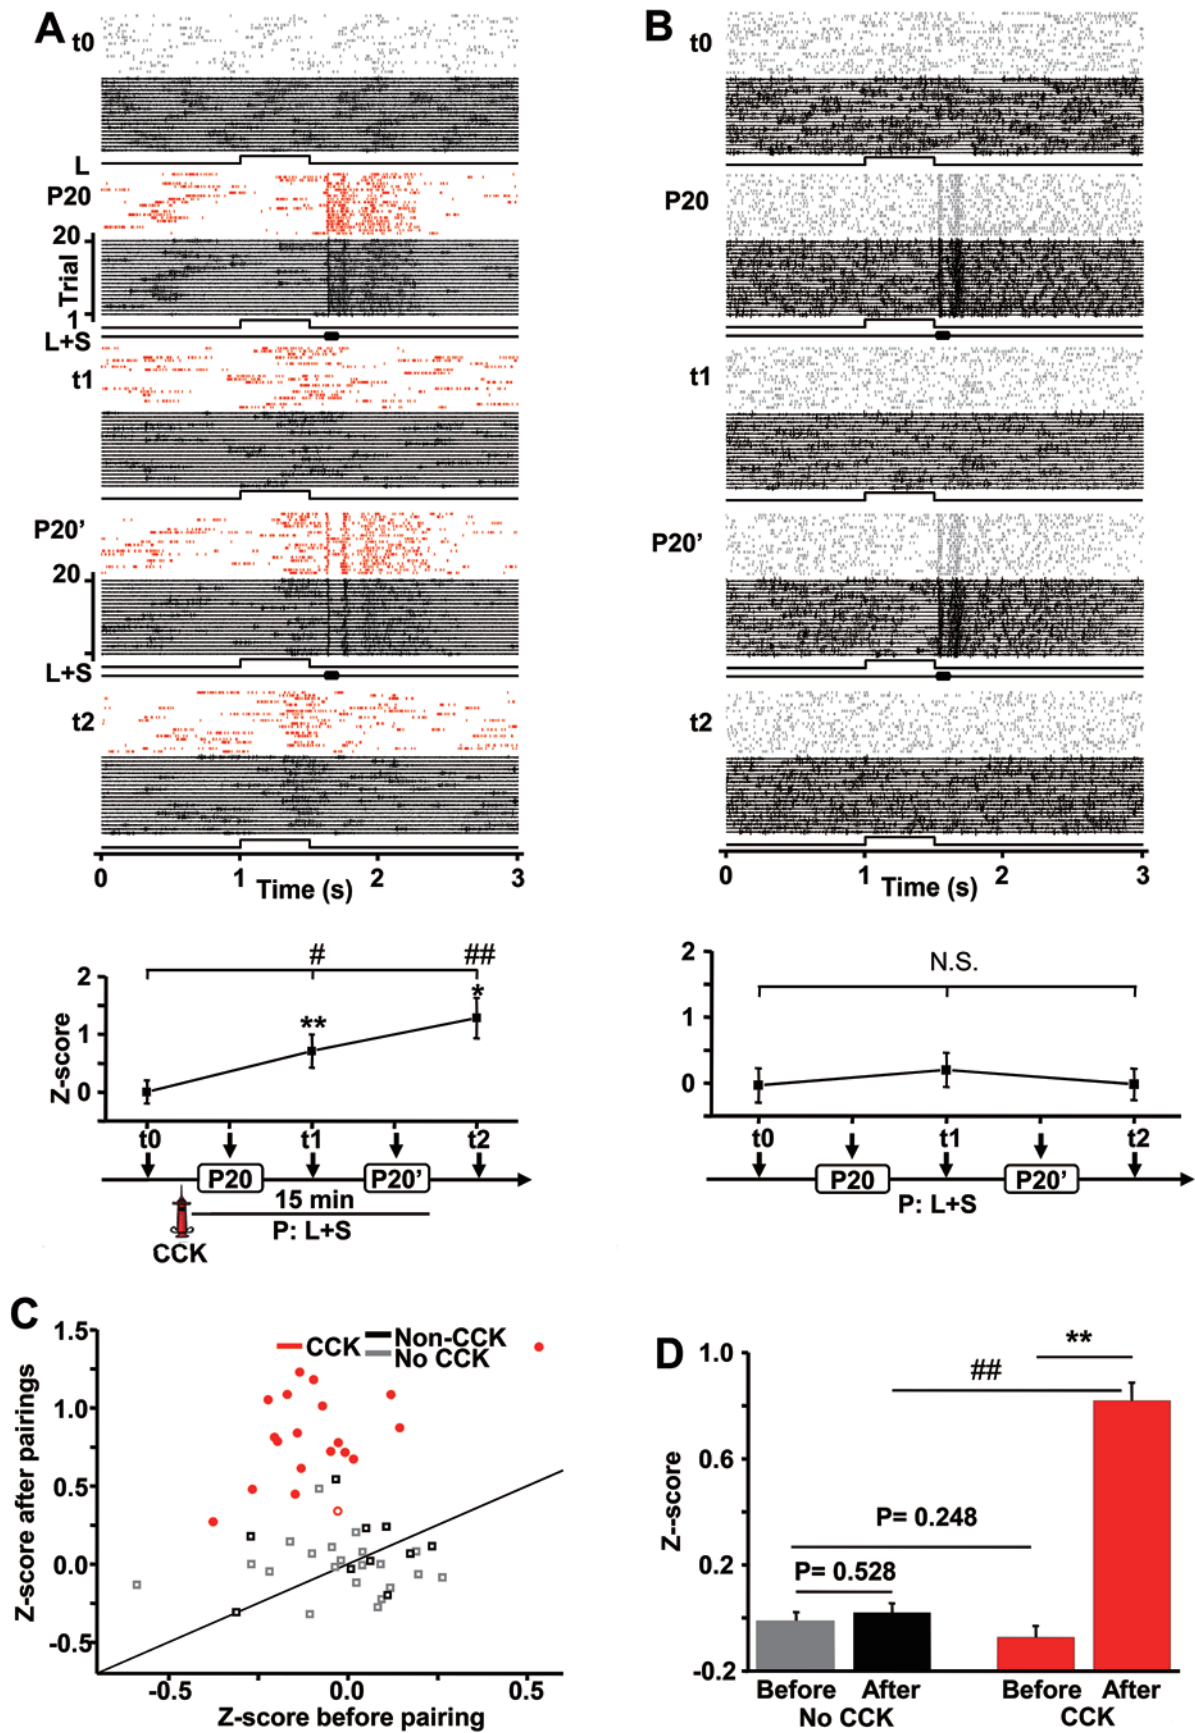 A
t0
L
P20
20
Trial
1
L+S
t1
P20’
20
L+S
t2
0 1 2 3
Time (s)
B
t0
P20
t1
P20’
t2
0 1 2 3
Time (s)
# ##
2
1
0
Z-score
** *
t0 t1 t2
P20 P20’
15 min
P: L+S
CCK
N.S.
2
1
0
t0 t1 t2
P20 P20’
P: L+S
C
1.5
1.0
0.5
0.0
-0.5
Z-score after pairings
CCK
Non-CCK
No CCK
-0.5 0.0 0.5
Z-score before pairing
D
1.0
0.6
0.2
-0.2
Z--score
**
##
P= 0.248
P= 0.528
Before After Before After
No CCK CCK